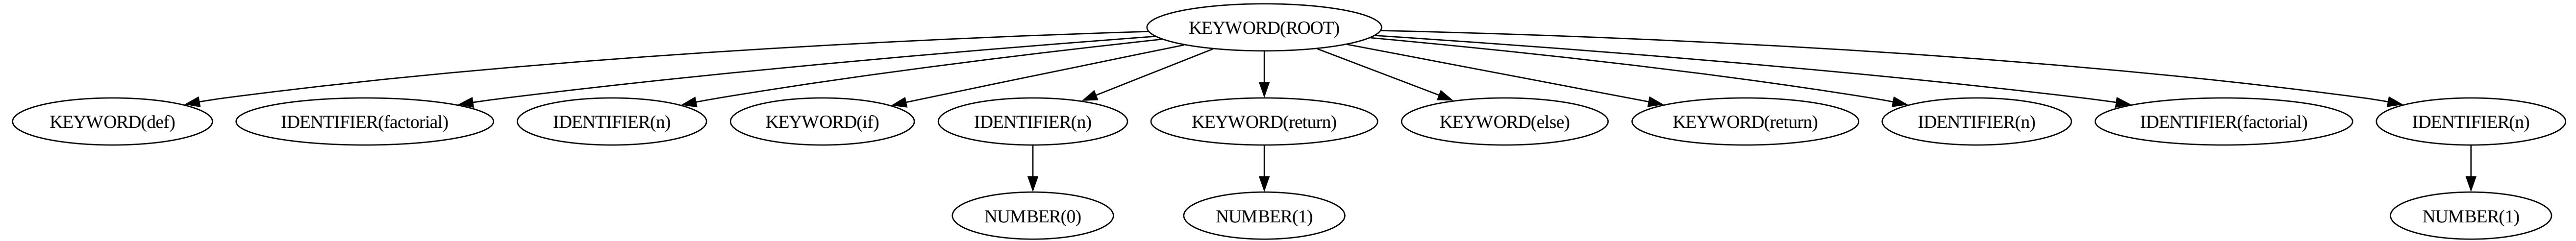 KEYWORD(ROOT)
KEYWORD(def)
IDENTIFIER(factorial)
IDENTIFIER(n)
KEYWORD(if)
IDENTIFIER(n)
KEYWORD(return)
KEYWORD(else)
KEYWORD(return)
IDENTIFIER(n)
IDENTIFIER(factorial)
IDENTIFIER(n)
NUMBER(0)
NUMBER(1)
NUMBER(1)